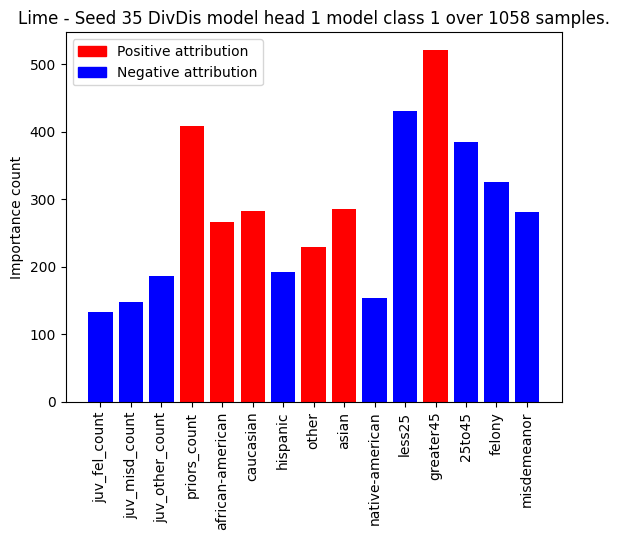 Lime - Seed 35 DivDis model head 1 model class 1 over 1058 samples.
Positive attribution
Negative attribution
Importance count
500
400
300
200
100
0
juv_fel_count
juv_misd_count
juv_other_count
priors_count
african-american
caucasian
hispanic
other
asian
native-american
less25
greater45
25to45
felony
misdemeanor